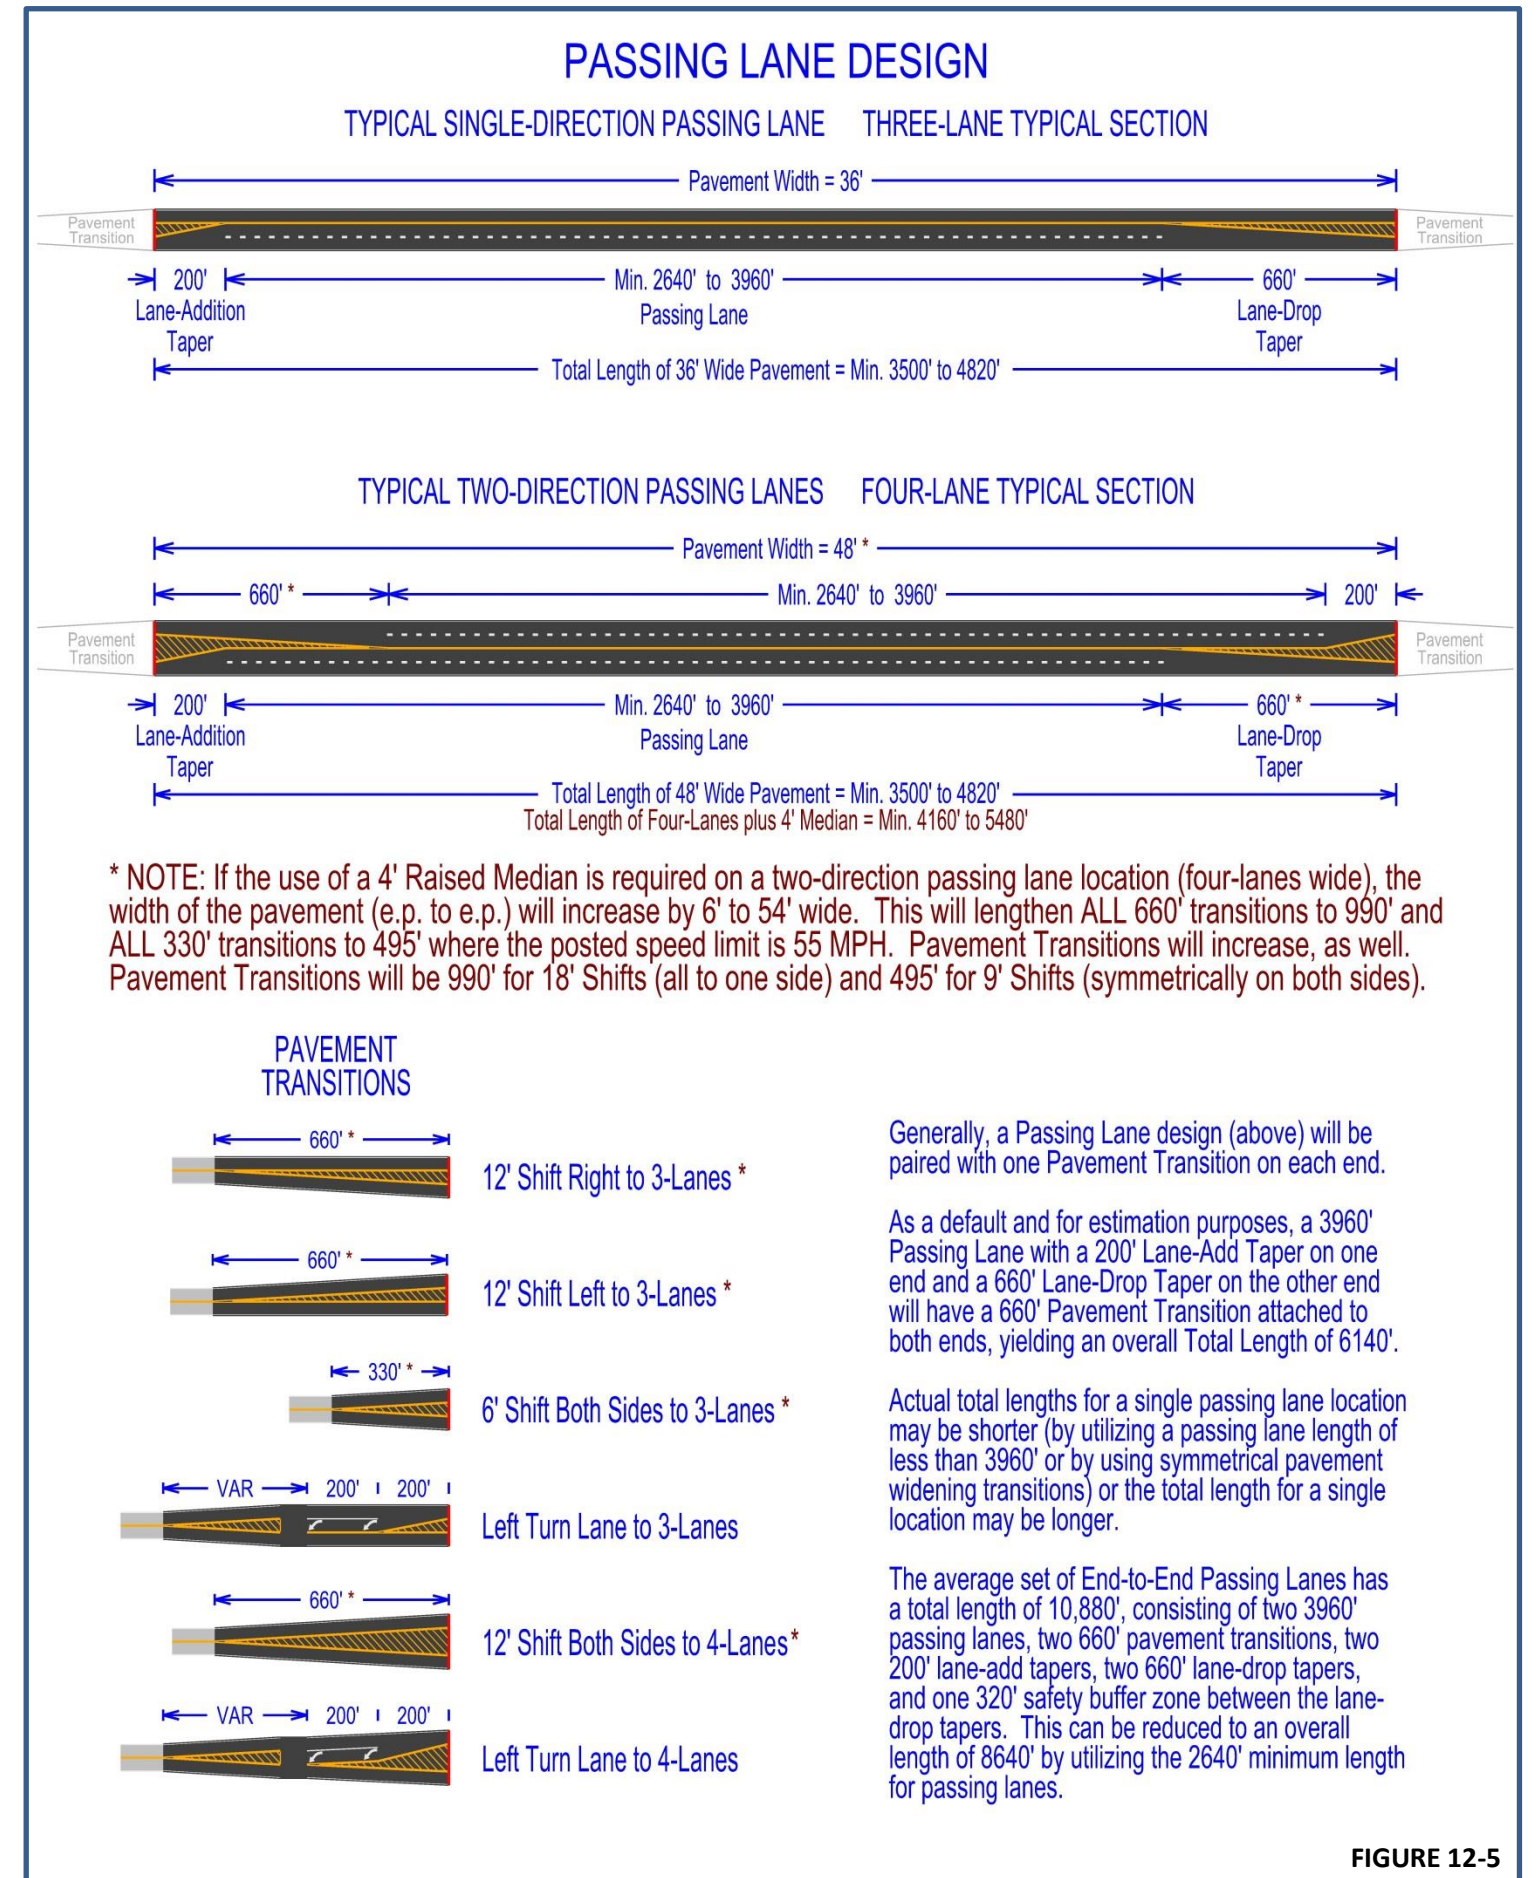 PASSING LANE DESIGN
TYPICAL SINGLE-DIRECTION PASSING LANE THREE-LANE TYPICAL SECTION
Pavement Width = 36'
Pavement
Transition
Pavement
Transition
200'
Lane-Addition
Taper
Min. 2640' to 3960'
Passing Lane
660'
Lane-Drop
Taper
Total Length of 36' Wide Pavement = Min. 3500' to 4820'
TYPICAL TWO-DIRECTION PASSING LANES FOUR-LANE TYPICAL SECTION
Pavement Width = 48' *
660' *
Min. 2640' to 3960'
200'
Pavement
Transition
Pavement
Transition
200'
Lane-Addition
Taper
Min. 2640' to 3960'
Passing Lane
660' *
Lane-Drop
Taper
Total Length of 48' Wide Pavement = Min. 3500' to 4820'
Total Length of Four-Lanes plus 4' Median = Min. 4160' to 5480'
* NOTE: If the use of a 4' Raised Median is required on a two-direction passing lane location (four-lanes wide), the
width of the pavement (e.p. to e.p.) will increase by 6' to 54' wide. This will lengthen ALL 660' transitions to 990' and
ALL 330' transitions to 495' where the posted speed limit is 55 MPH. Pavement Transitions will increase, as well.
Pavement Transitions will be 990' for 18' Shifts (all to one side) and 495' for 9' Shifts (symmetrically on both sides).
PAVEMENT
TRANSITIONS
660' *
12' Shift Right to 3-Lanes *
660' *
12' Shift Left to 3-Lanes *
330' *
6' Shift Both Sides to 3-Lanes *
VAR 200' 200'
Left Turn Lane to 3-Lanes
660' *
12' Shift Both Sides to 4-Lanes*
VAR 200' 200'
Left Turn Lane to 4-Lanes
Generally, a Passing Lane design (above) will be
paired with one Pavement Transition on each end.
As a default and for estimation purposes, a 3960'
Passing Lane with a 200' Lane-Add Taper on one
end and a 660' Lane-Drop Taper on the other end
will have a 660' Pavement Transition attached to
both ends, yielding an overall Total Length of 6140'.
Actual total lengths for a single passing lane location
may be shorter (by utilizing a passing lane length of
less than 3960' or by using symmetrical pavement
widening transitions) or the total length for a single
location may be longer.
The average set of End-to-End Passing Lanes has
a total length of 10,880', consisting of two 3960'
passing lanes, two 660' pavement transitions, two
200' lane-add tapers, two 660' lane-drop tapers,
and one 320' safety buffer zone between the lane-
drop tapers. This can be reduced to an overall
length of 8640' by utilizing the 2640' minimum length
for passing lanes.
FIGURE 12-5